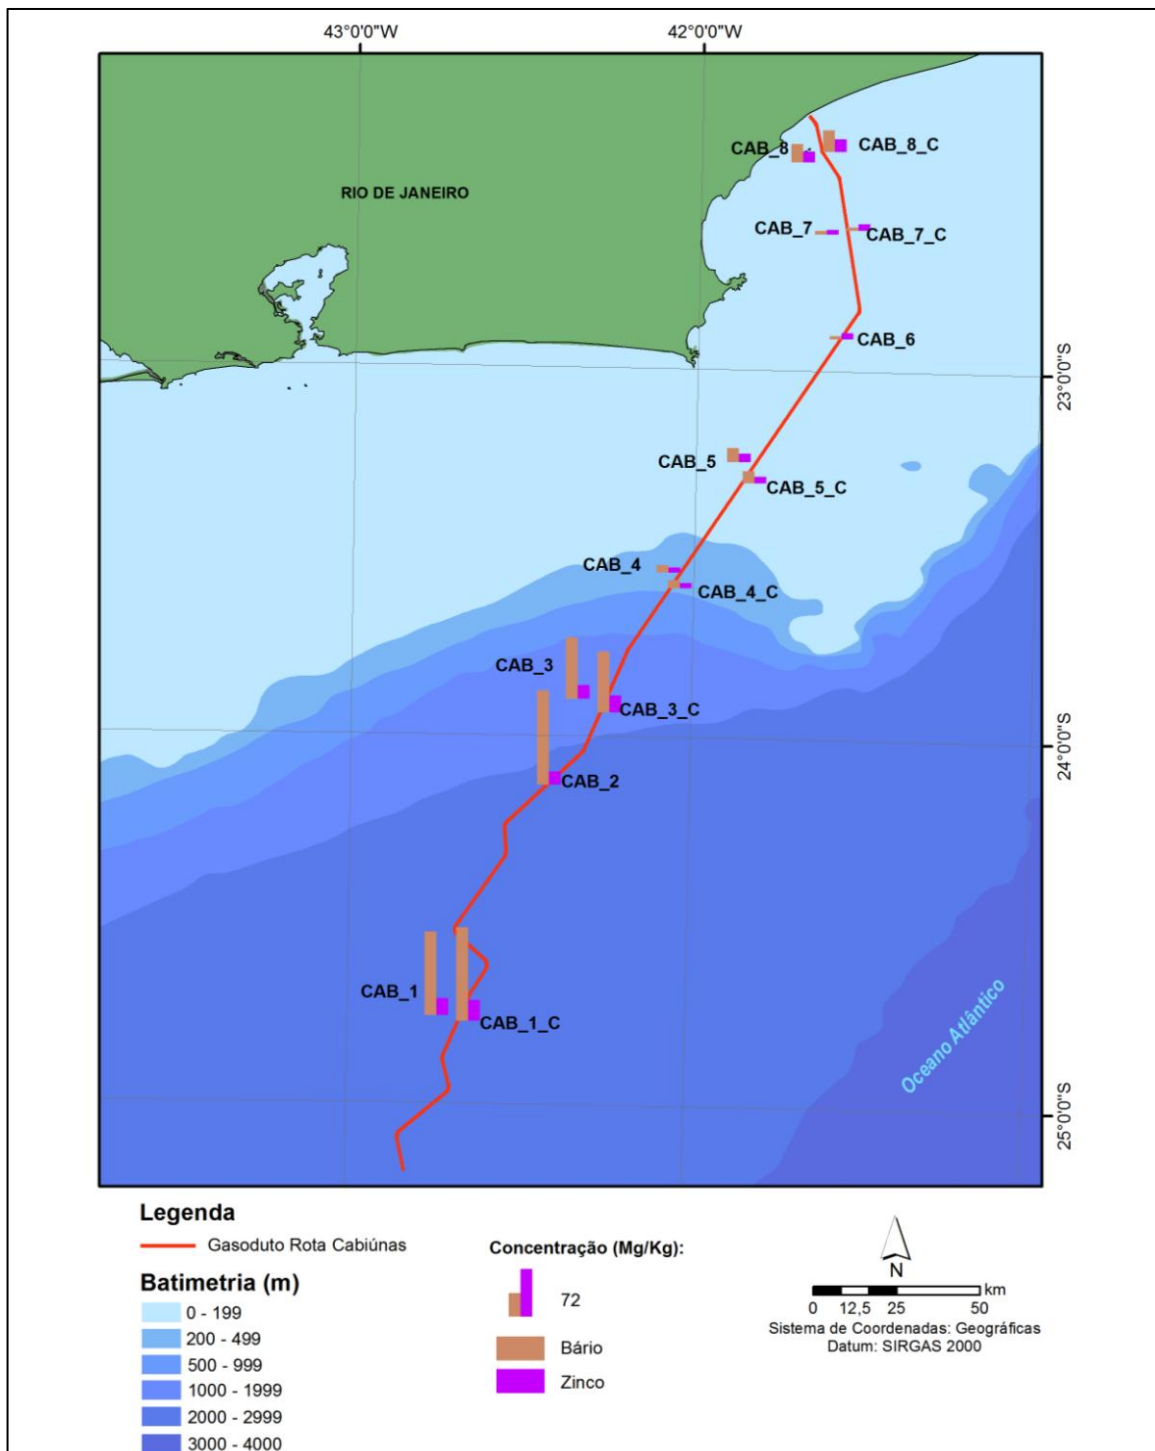 43°0'0"W
42°0'0"W
CAB_8
CAB_8_C
RIO DE JANEIRO
CAB_7
CAB_7_C
CAB_6
23°0'0"S
CAB_5
CAB_5_C
CAB_4
CAB_4_C
CAB_3
CAB_3_C
24°0'0"S
CAB_2
CAB_1
CAB_1_C
Oceano Atlântico
25°0'0"S
Legenda
Gasoduto Rota Cabiúnas
Batimetria (m)
0 - 199
200 - 499
500 - 999
1000 - 1999
2000 - 2999
3000 - 4000
Concentração (Mg/Kg):
72
Bário
Zinco
N
km
0 12,5 25 50
Sistema de Coordenadas: Geográficas
Datum: SIRGAS 2000